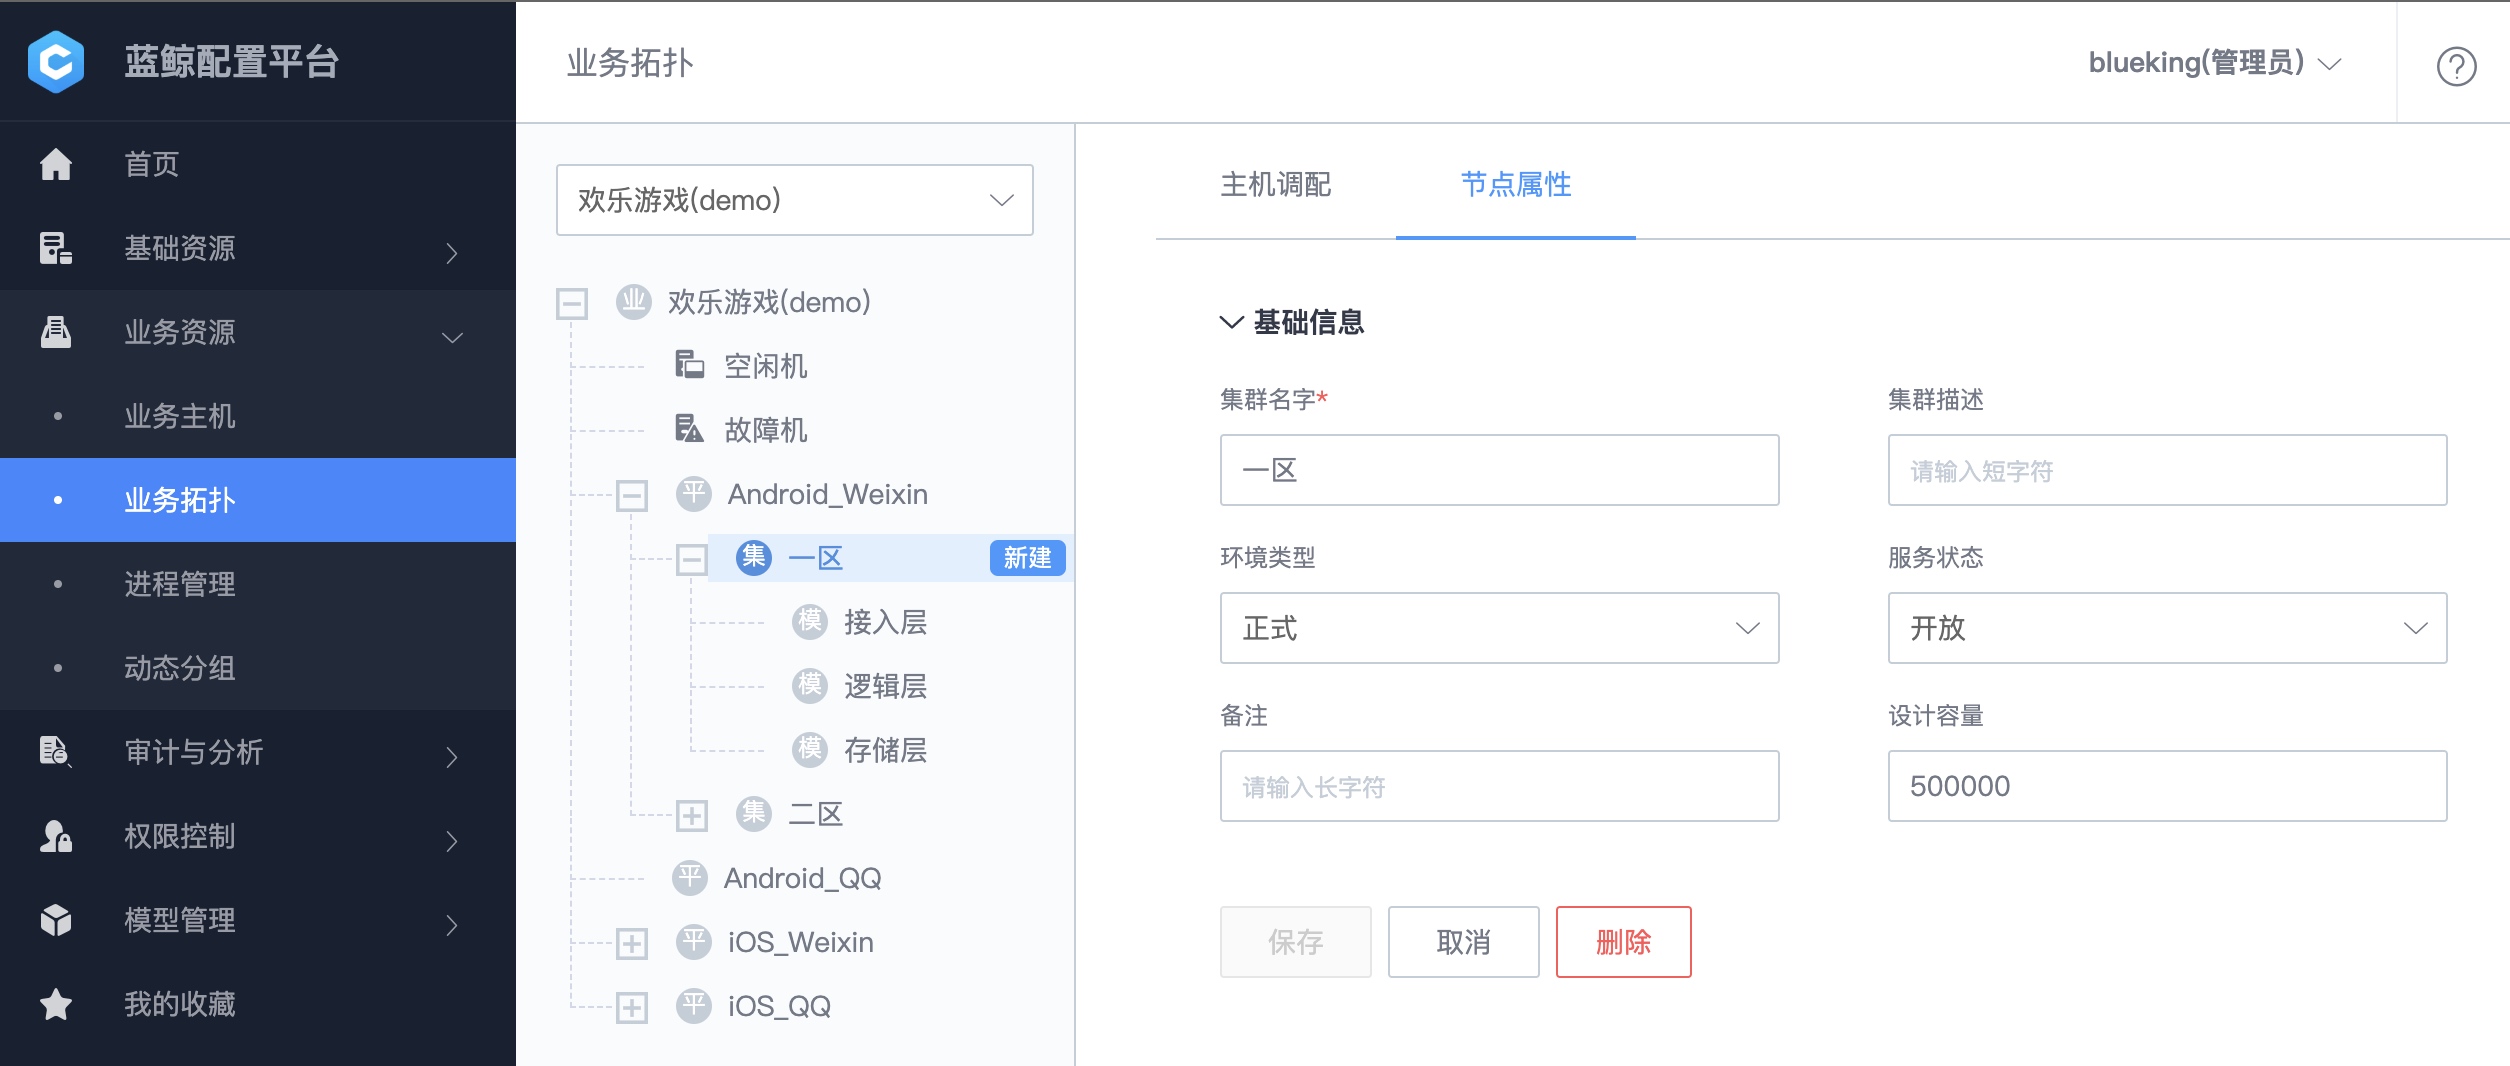 蓝鲸配置平台
首页
基础资源
业务资源
业务主机
业务拓扑
进程管理
动态分组
审计与分析
权限控制
模型管理
我的收藏
业务拓扑
blueking(管理员)
欢乐游戏(demo)
业 欢乐游戏(demo)
空闲机
故障机
平 Android_Weixin
集 一区 新建
模 接入层
模 逻辑层
模 存储层
集 二区
平 Android_QQ
平 iOS_Weixin
平 iOS_QQ
主机调配 节点属性
基础信息
集群名字* 集群描述
一区 请输入短字符
环境类型 服务状态
正式 开放
备注 设计容量
请输入长字符 500000
保存 取消 删除